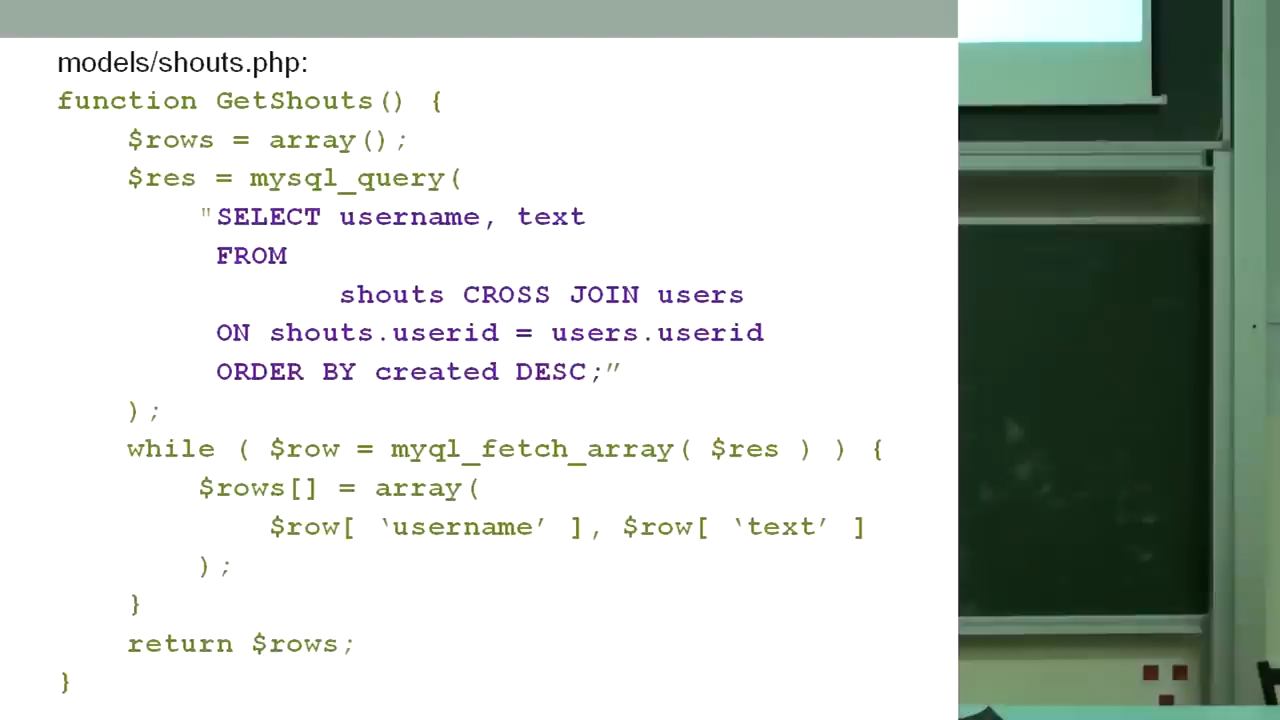 models/shouts.php:
function GetShouts() {
$rows = array();
$res = mysql_query(
"SELECT username, text
FROM
shouts CROSS JOIN users
ON shouts.userid = users.userid
ORDER BY created DESC;”
);
while ( $row = myql_fetch_array( $res ) ) {
$rows[] = array(
$row[ ‘username’ ], $row[ ‘text’ ]
);
}
return $rows;
}